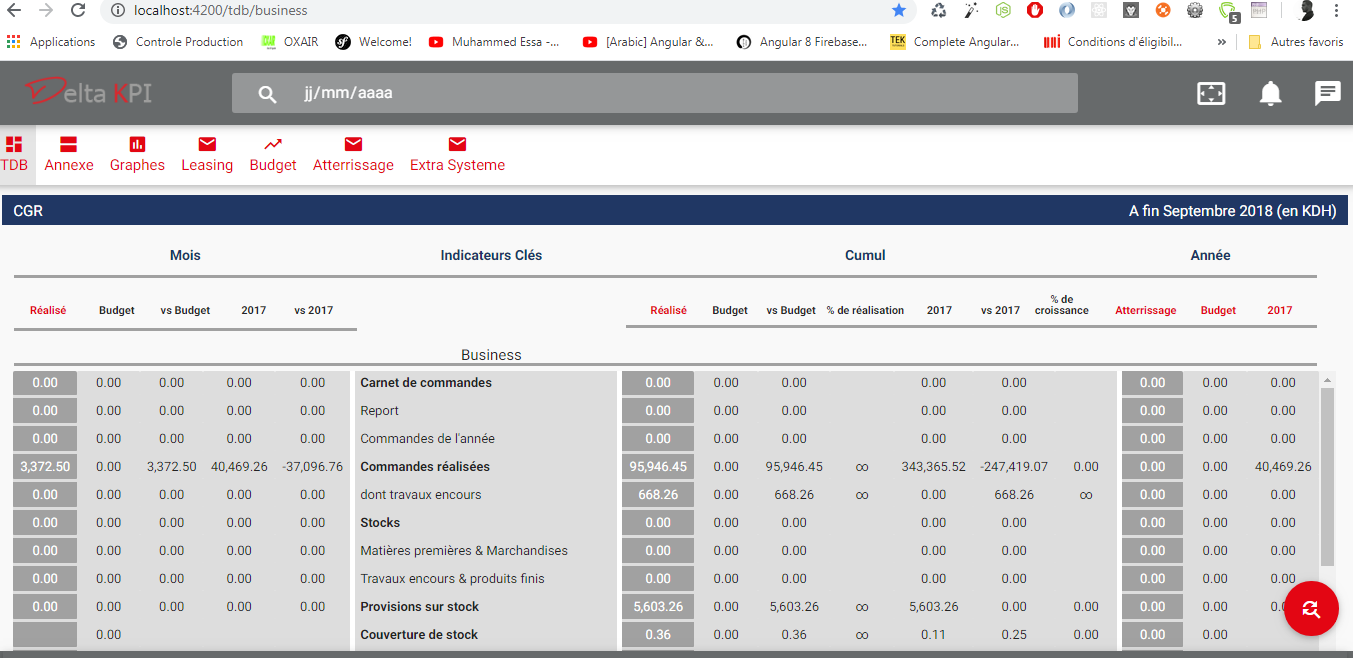 localhost:4200/tdb/business
5
Applications Controle Production OXAIR Welcome! Muhammed Essa -... [Arabic] Angular &... Angular 8 Firebase... TEK Complete Angular... Conditions d'éligibil... » Autres favoris
Delta KPI jj/mm/aaaa
TDB Annexe Graphes Leasing Budget Atterrissage Extra Systeme
CGR A fin Septembre 2018 (en KDH)
Mois Indicateurs Clés Cumul Année
Réalisé Budget vs Budget 2017 vs 2017 Réalisé Budget vs Budget % de réalisation 2017 vs 2017 % de croissance Atterrissage Budget 2017
Business
0.00 0.00 0.00 0.00 0.00 Carnet de commandes 0.00 0.00 0.00 0.00 0.00 0.00 0.00 0.00
0.00 0.00 0.00 0.00 0.00 Report 0.00 0.00 0.00 0.00 0.00 0.00 0.00 0.00
0.00 0.00 0.00 0.00 0.00 Commandes de l'année 0.00 0.00 0.00 0.00 0.00 0.00 0.00 0.00
3,372.50 0.00 3,372.50 40,469.26 -37,096.76 Commandes réalisées 95,946.45 0.00 95,946.45 ∞ 343,365.52 -247,419.07 0.00 0.00 0.00 40,469.26
0.00 0.00 0.00 0.00 0.00 dont travaux encours 668.26 0.00 668.26 ∞ 0.00 668.26 ∞ 0.00 0.00 0.00
0.00 0.00 0.00 0.00 0.00 Stocks 0.00 0.00 0.00 0.00 0.00 0.00 0.00 0.00
0.00 0.00 0.00 0.00 0.00 Matières premières & Marchandises 0.00 0.00 0.00 0.00 0.00 0.00 0.00 0.00
0.00 0.00 0.00 0.00 0.00 Travaux encours & produits finis 0.00 0.00 0.00 0.00 0.00 0.00 0.00 0.00
0.00 0.00 0.00 0.00 0.00 Provisions sur stock 5,603.26 0.00 5,603.26 ∞ 5,603.26 0.00 0.00 0.00 0.00
0.00 Couverture de stock 0.36 0.00 0.36 ∞ 0.11 0.25 0.00 0.00 0.00